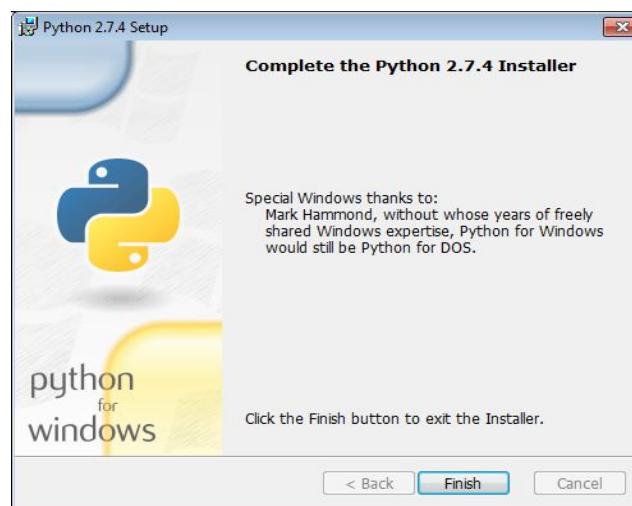 Python 2.7.4 Setup
Complete the Python 2.7.4 Installer
Special Windows thanks to:
Mark Hammond, without whose years of freely
shared Windows expertise, Python for Windows
would still be Python for DOS.
python
for
windows
Click the Finish button to exit the Installer.
< Back
Finish
Cancel